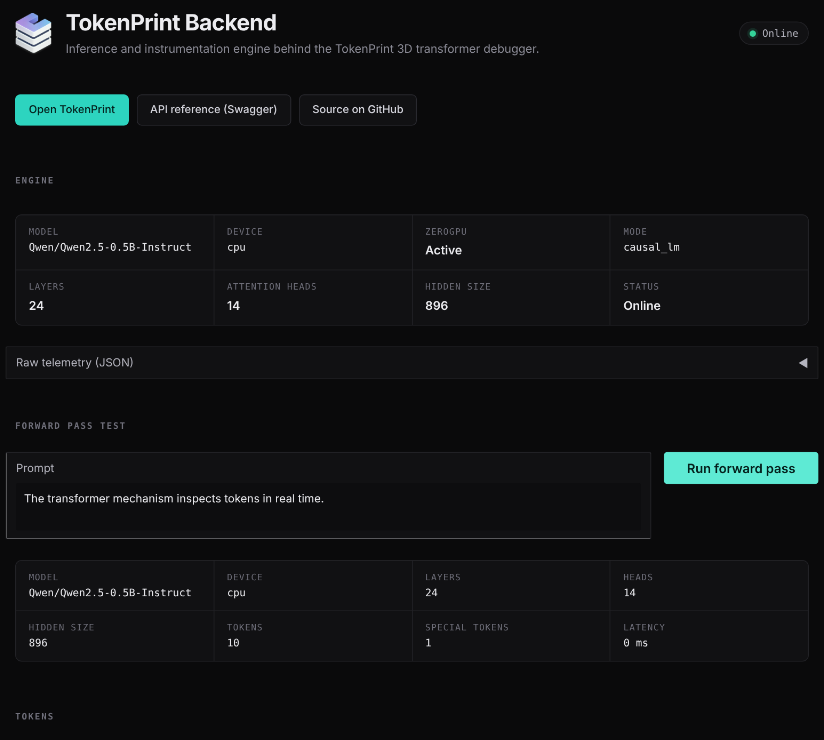 TokenPrint Backend
Inference and instrumentation engine behind the TokenPrint 3D transformer debugger.
Online
Open TokenPrint
API reference (Swagger)
Source on GitHub
ENGINE
MODEL
Qwen/Qwen2.5-0.5B-Instruct
DEVICE
cpu
ZEROGPU
Active
MODE
causal_lm
LAYERS
24
ATTENTION HEADS
14
HIDDEN SIZE
896
STATUS
Online
Raw telemetry (JSON)
FORWARD PASS TEST
Prompt
The transformer mechanism inspects tokens in real time.
Run forward pass
MODEL
Qwen/Qwen2.5-0.5B-Instruct
DEVICE
cpu
LAYERS
24
HEADS
14
HIDDEN SIZE
896
TOKENS
10
SPECIAL TOKENS
1
LATENCY
0 ms
TOKENS